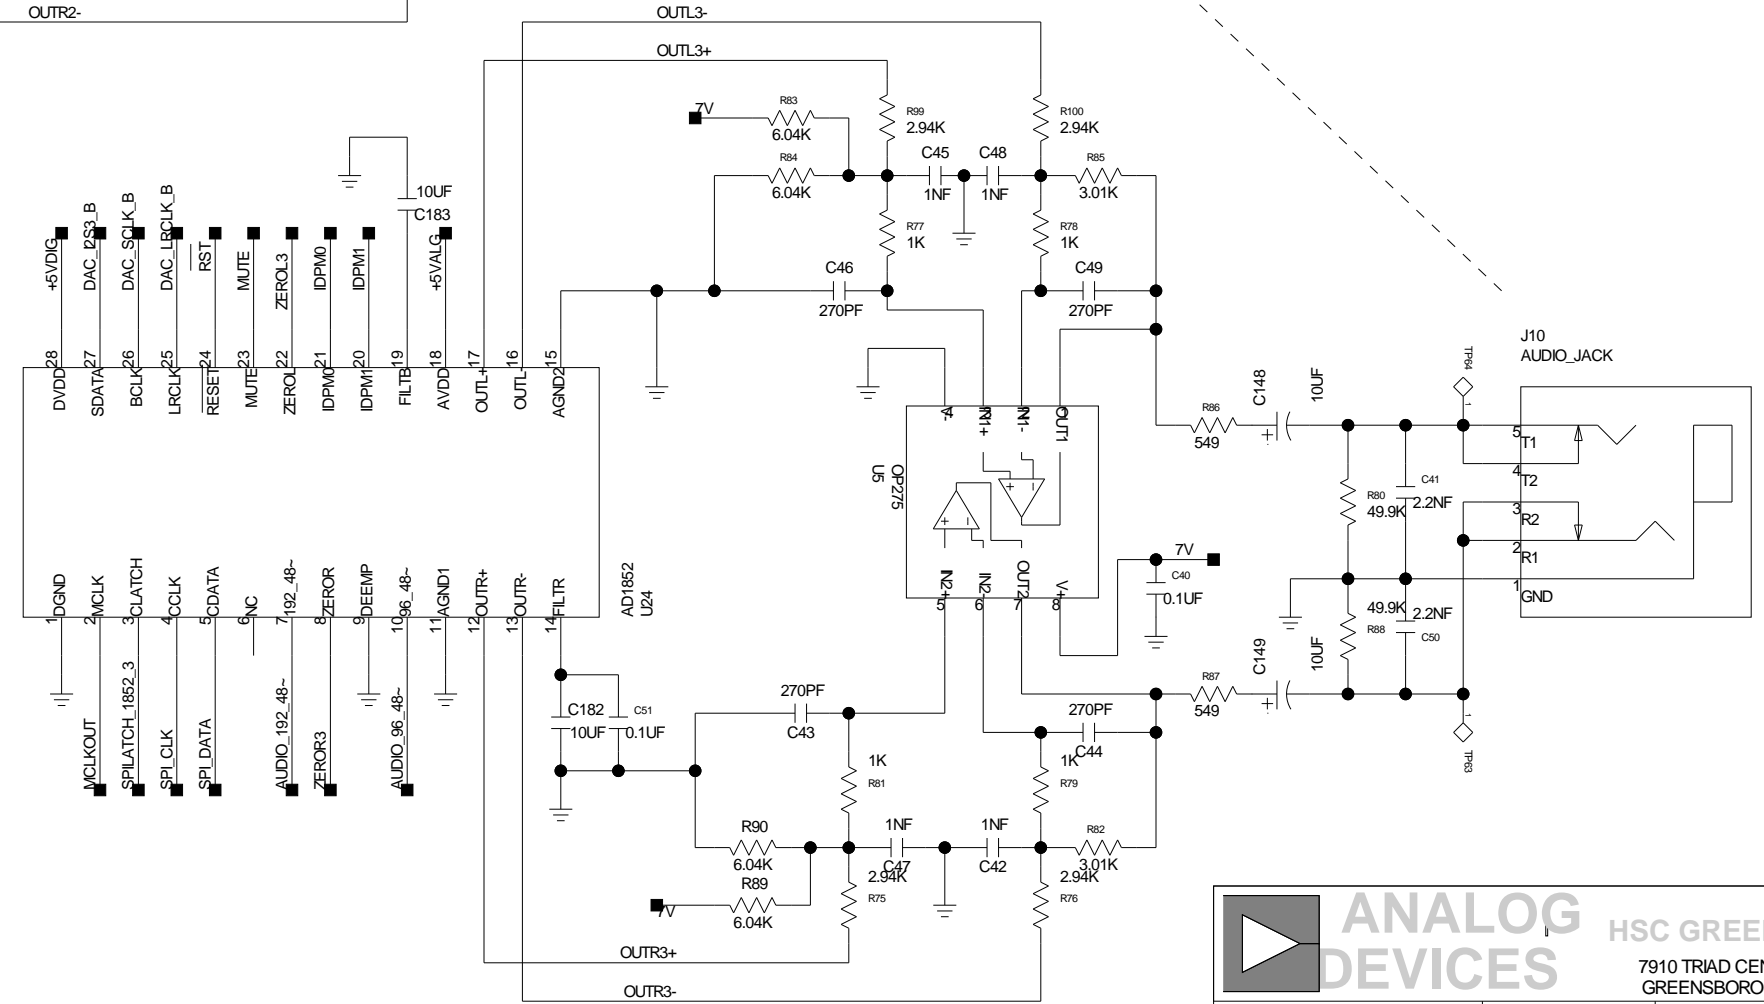 OUTR2-
OUTL3-
OUTL3+
7V
R83
6.04K
R99
2.94K
R100
2.94K
R84
6.04K
C45
1NF
C48
1NF
R85
3.01K
10UF
C183
R77
1K
R78
1K
C46
270PF
C49
270PF
+5VDIG
DAC_I2S3_B
DAC_SCLK_B
DAC_LRCLK_B
RST
MUTE
ZEROL3
IDPM0
IDPM1
+5VALG
28
27
26
25
24
23
22
21
20
19
18
17
16
15
DVDD
SDATA
BCLK
LRCLK
RESET
MUTE
ZEROL
IDPM0
IDPM1
FILTB
AVDD
OUTL+
OUTL-
AGND2
DGND
MCLK
CLATCH
CCLK
CDATA
NC
192_48~
ZEROR
DEEMP
96_48~
AGND1
OUTR+
OUTR-
FILTR
1
2
3
4
5
6
7
8
9
10
11
12
13
14
AD1852
U24
MCLKOUT
SPILATCH_1852_3
SPI_CLK
SPI_DATA
AUDIO_192_48~
ZEROR3
AUDIO_96_48~
V-
IN1+
IN1-
OUT1
+ -
+ -
OP275
U5
IN2+
IN2-
OUT2
V+
5
6
7
8
7V
C40
0.1UF
R86
549
C148
+
10UF
TP64
1
J10
AUDIO_JACK
5
T1
4
T2
3
R2
2
R1
1
GND
R80
49.9K
C41
2.2NF
49.9K
R88
2.2NF
C50
R87
549
C149
+
10UF
1
TP63
C182
10UF
C51
0.1UF
270PF
C43
270PF
C44
1K
R81
1K
R79
R90
6.04K
1NF
C47
1NF
C42
R82
3.01K
R89
6.04K
7V
2.94K
R75
2.94K
R76
OUTR3+
OUTR3-
ANALOG
DEVICES
HSC GREE
7910 TRIAD CE
GREENSBORO